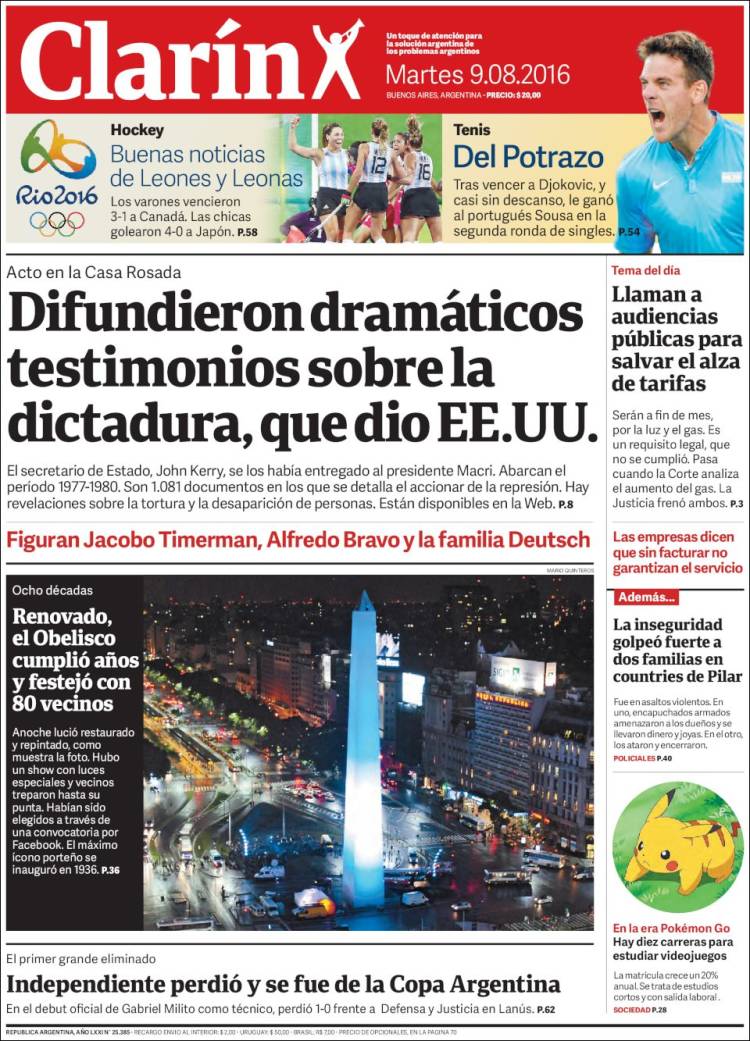 Clarín
Un toque de atención para
la solución argentina de
los problemas argentinos
Martes 9.08.2016
BUENOS AIRES, ARGENTINA - PRECIO: $ 20,00
Rio2016
Hockey
Buenas noticias
de Leones y Leonas
Los varones vencieron
3-1 a Canadá. Las chicas
golearon 4-0 a Japón. P.58
12
16
Tenis
Del Potrazo
Tras vencer a Djokovic, y
casi sin descanso, le ganó
al portugués Sousa en la
segunda ronda de singles. P.54
Acto en la Casa Rosada
Difundieron dramáticos
testimonios sobre la
dictadura, que dio EE.UU.
El secretario de Estado, John Kerry, se los había entregado al presidente Macri. Abarcan el
período 1977-1980. Son 1.081 documentos en los que se detalla el accionar de la represión. Hay
revelaciones sobre la tortura y la desaparición de personas. Están disponibles en la Web. P.8
Figuran Jacobo Timerman, Alfredo Bravo y la familia Deutsch
MARIO QUINTEROS
Ocho décadas
Renovado,
el Obelisco
cumplió años
y festejó con
80 vecinos
Anoche lució restaurado
y repintado, como
muestra la foto. Hubo
un show con luces
especiales y vecinos
treparon hasta su
punta. Habían sido
elegidos a través de
una convocatoria por
Facebook. El máximo
ícono porteño se
inauguró en 1936. P.36
El primer grande eliminado
Independiente perdió y se fue de la Copa Argentina
En el debut oficial de Gabriel Milito como técnico, perdió 1-0 frente a Defensa y Justicia en Lanús. P.62
Tema del día
Llaman a
audiencias
públicas para
salvar el alza
de tarifas
Serán a fin de mes,
por la luz y el gas. Es
un requisito legal, que
no se cumplió. Pasa
cuando la Corte analiza
el aumento del gas. La
Justicia frenó ambos. P.3
Las empresas dicen
que sin facturar no
garantizan el servicio
Además...
La inseguridad
golpeó fuerte a
dos familias en
countries de Pilar
Fue en asaltos violentos. En
uno, encapuchados armados
amenazaron a los dueños y se
llevaron dinero y joyas. En el otro,
los ataron y encerraron.
POLICIALES P.40
En la era Pokémon Go
Hay diez carreras para
estudiar videojuegos
La matrícula crece un 20%
anual. Se trata de estudios
cortos y con salida laboral .
SOCIEDAD P.28
REPUBLICA ARGENTINA, AÑO LXXI N° 25.385 - RECARGO ENVIO AL INTERIOR: $ 2,00 - URUGUAY: $ 50,00 - BRASIL, R$ 7,00 - PRECIO DE OPCIONALES, EN LA PAGINA 70